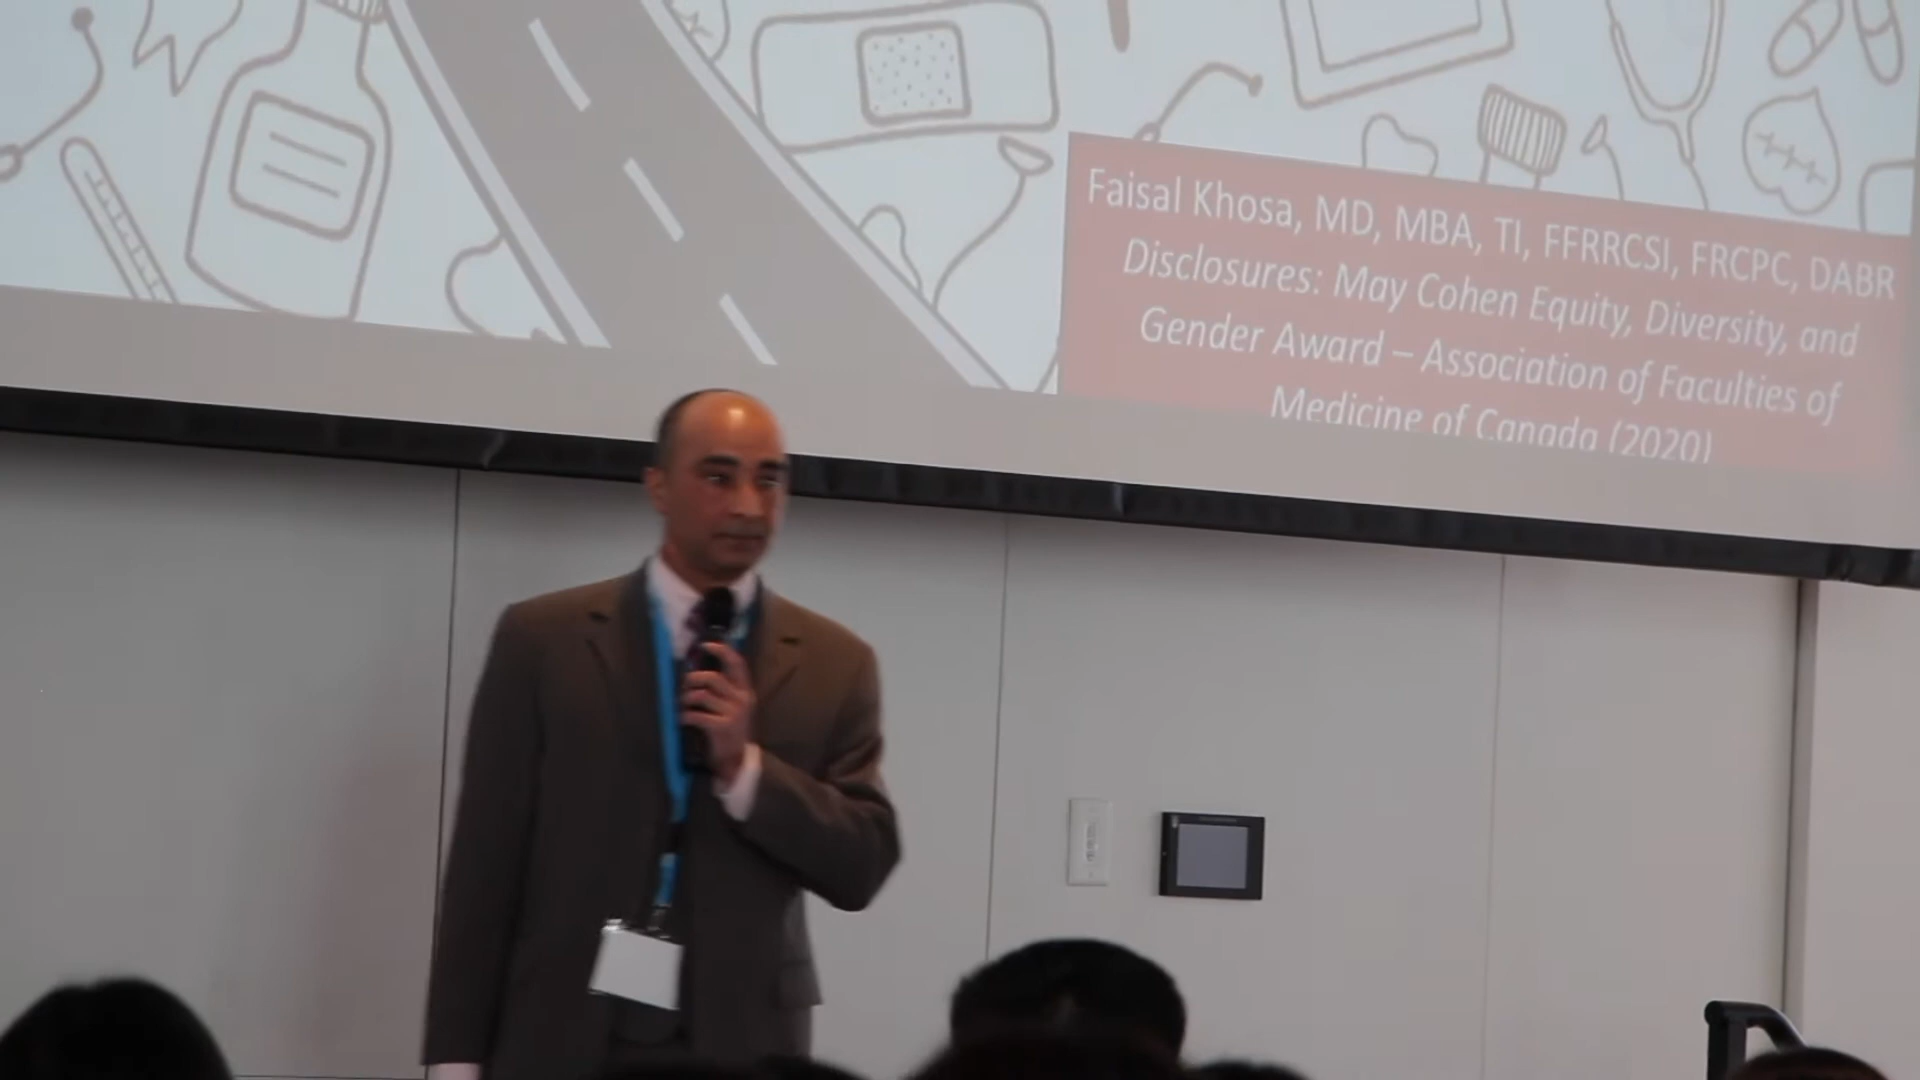 Faisal Khosa, MD, MBA, TI, FFRRCSI, FRCPC, DABR
Disclosures: May Cohen Equity, Diversity, and
Gender Award – Association of Faculties of
Medicine of Canada (2020)